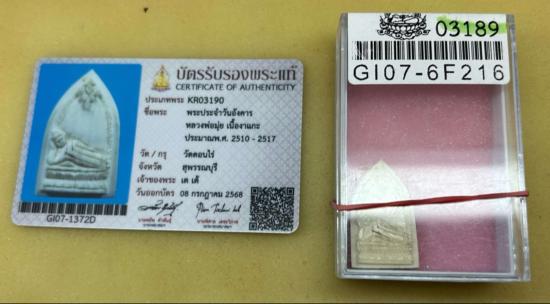 บัตรรับรองพระแท้
CERTIFICATE OF AUTHENTICITY
ประเภทพระ KR03190
ชื่อพระ พระประจำวันอังคาร
หลวงพ่อมุ่ย เนื้องาแกะ
ประมาณพ.ศ. 2510 - 2517
วัด / กรุ วัดดอนไร่
จังหวัด สุพรรณบุรี
เจ้าของพระ เต เต้
วันออกบัตร 08 กรกฎาคม 2568
GI07-1372D
03189
GI07-6F216